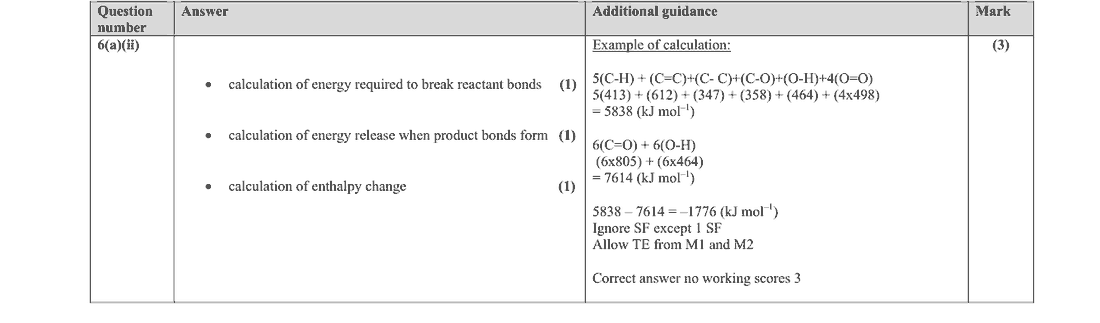 Question number Answer Additional guidance Mark
6(a)(ii) Example of calculation: (3)
• calculation of energy required to break reactant bonds (1) 5(C-H) + (C=C)+(C- C)+(C-O)+(O-H)+4(O=O)
5(413) + (612) + (347) + (358) + (464) + (4x498)
= 5838 (kJ mol⁻¹)
• calculation of energy release when product bonds form (1)
6(C=O) + 6(O-H)
(6x805) + (6x464)
= 7614 (kJ mol⁻¹)
• calculation of enthalpy change (1)
5838 – 7614 = –1776 (kJ mol⁻¹)
Ignore SF except 1 SF
Allow TE from M1 and M2
Correct answer no working scores 3